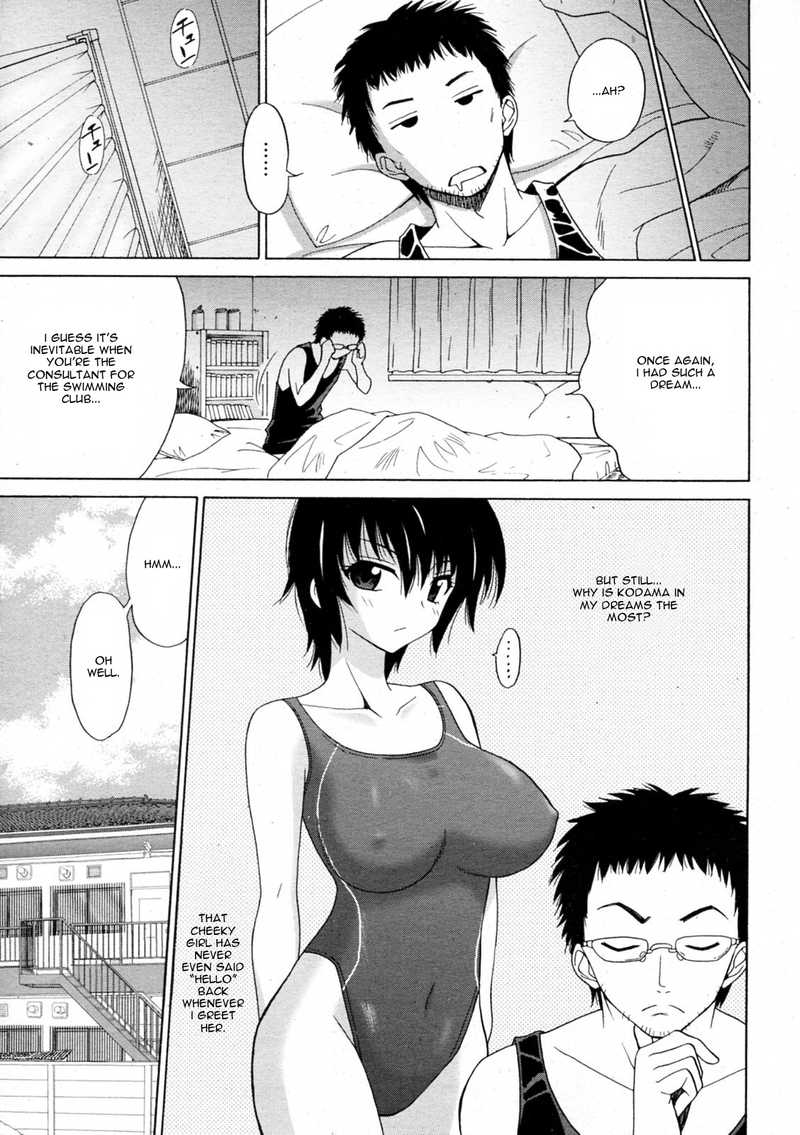 ...AH?
......
チュー
チュー
ONCE AGAIN,
I HAD SUCH A
DREAM...
I GUESS IT'S
INEVITABLE WHEN
YOU'RE THE
CONSULTANT FOR
THE SWIMMING
CLUB...
BUT STILL...
WHY IS KODAMA IN
MY DREAMS THE
MOST?
......
THAT
CHEEKY
GIRL HAS
NEVER
EVEN SAID
"HELLO"
BACK
WHENEVER
I GREET
HER.
HMM...
OH
WELL.